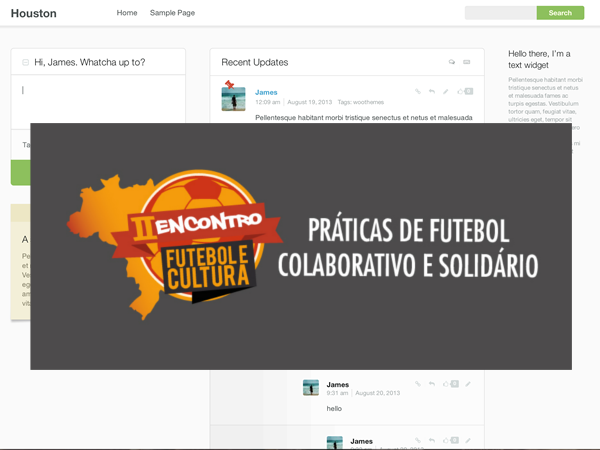 Houston
Home
Sample Page
Search
Hi, James. Whatcha up to?
Recent Updates
James
12:09 am | August 19, 2013 Tags: woothemes
Pellentesque habitant morbi tristique senectus et netus et malesuada
Hello there, I'm a
text widget
Pellentesque habitant morbi
tristique senectus et netus
et malesuada fames ac
turpis egestas. Vestibulum
tortor quam, feugiat vitae,
ultricies eget, tempor sit
Ta
A
II ENCONTRO
FUTEBOL E
CULTURA
PRÁTICAS DE FUTEBOL
COLABORATIVO E SOLIDÁRIO
James
9:31 am | August 20, 2013
hello
James